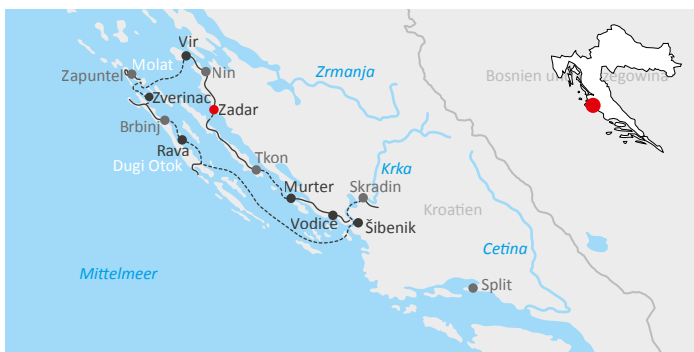 Vir
Molat
Zapuntel
Nin
Zrmanja
Bosnien und Herzegowina
Zverinac
Zadar
Brbinj
Rava
Dugi Otok
Tkon
Krka
Murter
Skradin
Kroatien
Vodice
Šibenik
Cetina
Mittelmeer
Split